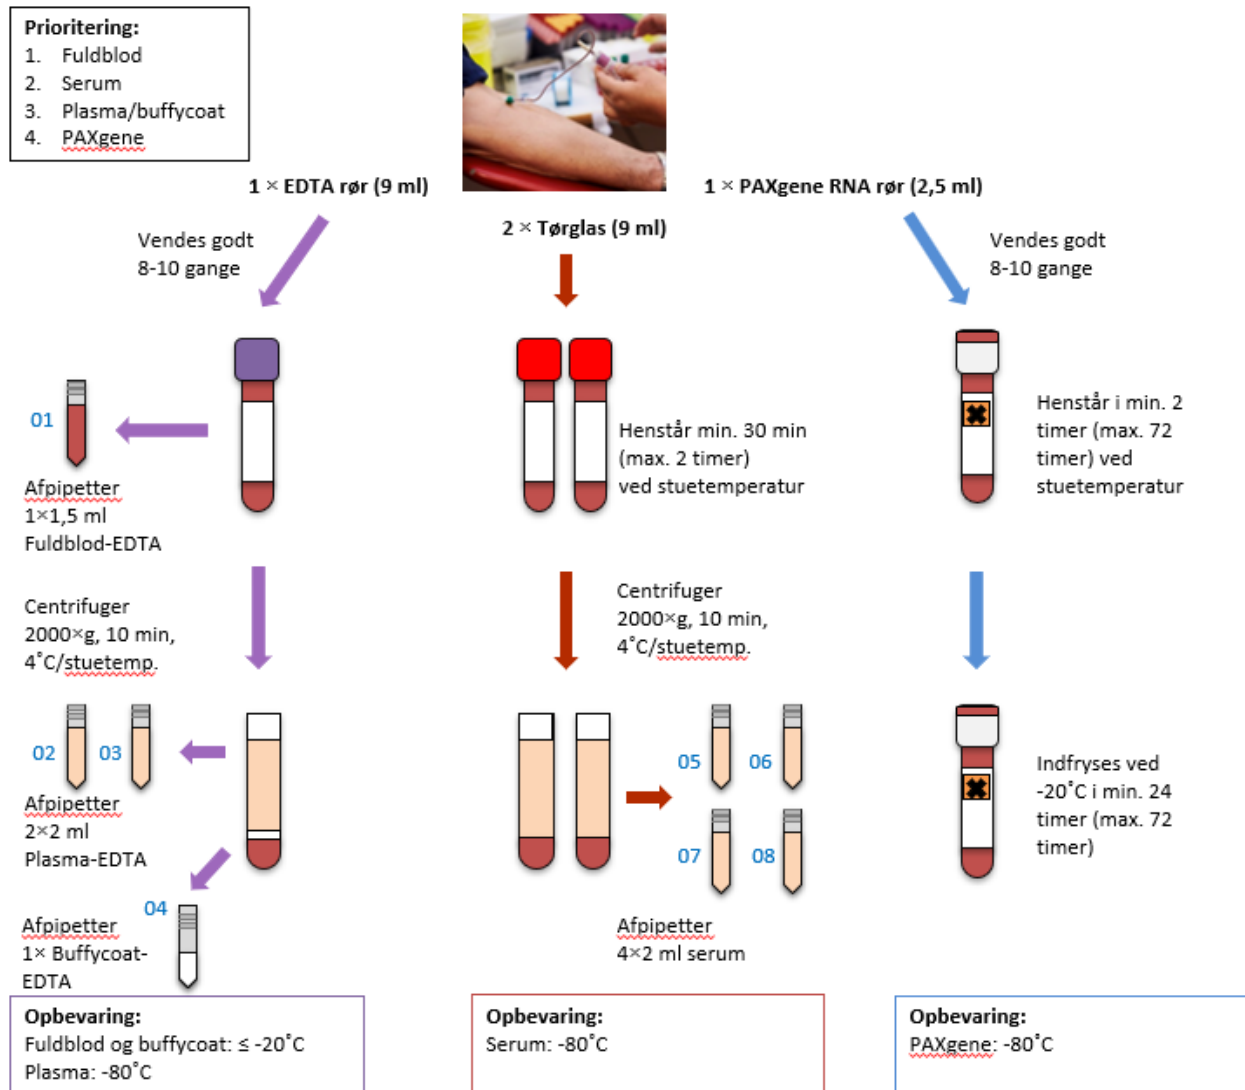 Prioritering:
1. Fuldblod
2. Serum
3. Plasma/buffycoat
4. PAXgene
1 × EDTA rør (9 ml)
2 × Tørglas (9 ml)
1 × PAXgene RNA rør (2,5 ml)
Vendes godt
8-10 gange
Vendes godt
8-10 gange
01
Afpipetter
1×1,5 ml
Fuldblod-EDTA
Henstår min. 30 min
(max. 2 timer)
ved stuetemperatur
Henstår i min. 2
timer (max. 72
timer) ved
stuetemperatur
Centrifuger
2000×g, 10 min,
4°C/stuetemp.
Centrifuger
2000×g, 10 min,
4°C/stuetemp.
02 03
Afpipetter
2×2 ml
Plasma-EDTA
04
Afpipetter
1× Buffycoat-
EDTA
05 06
07 08
Afpipetter
4×2 ml serum
Indfryses ved
-20°C i min. 24
timer (max. 72
timer)
Opbevaring:
Fuldblod og buffycoat: ≤ -20°C
Plasma: -80°C
Opbevaring:
Serum: -80°C
Opbevaring:
PAXgene: -80°C